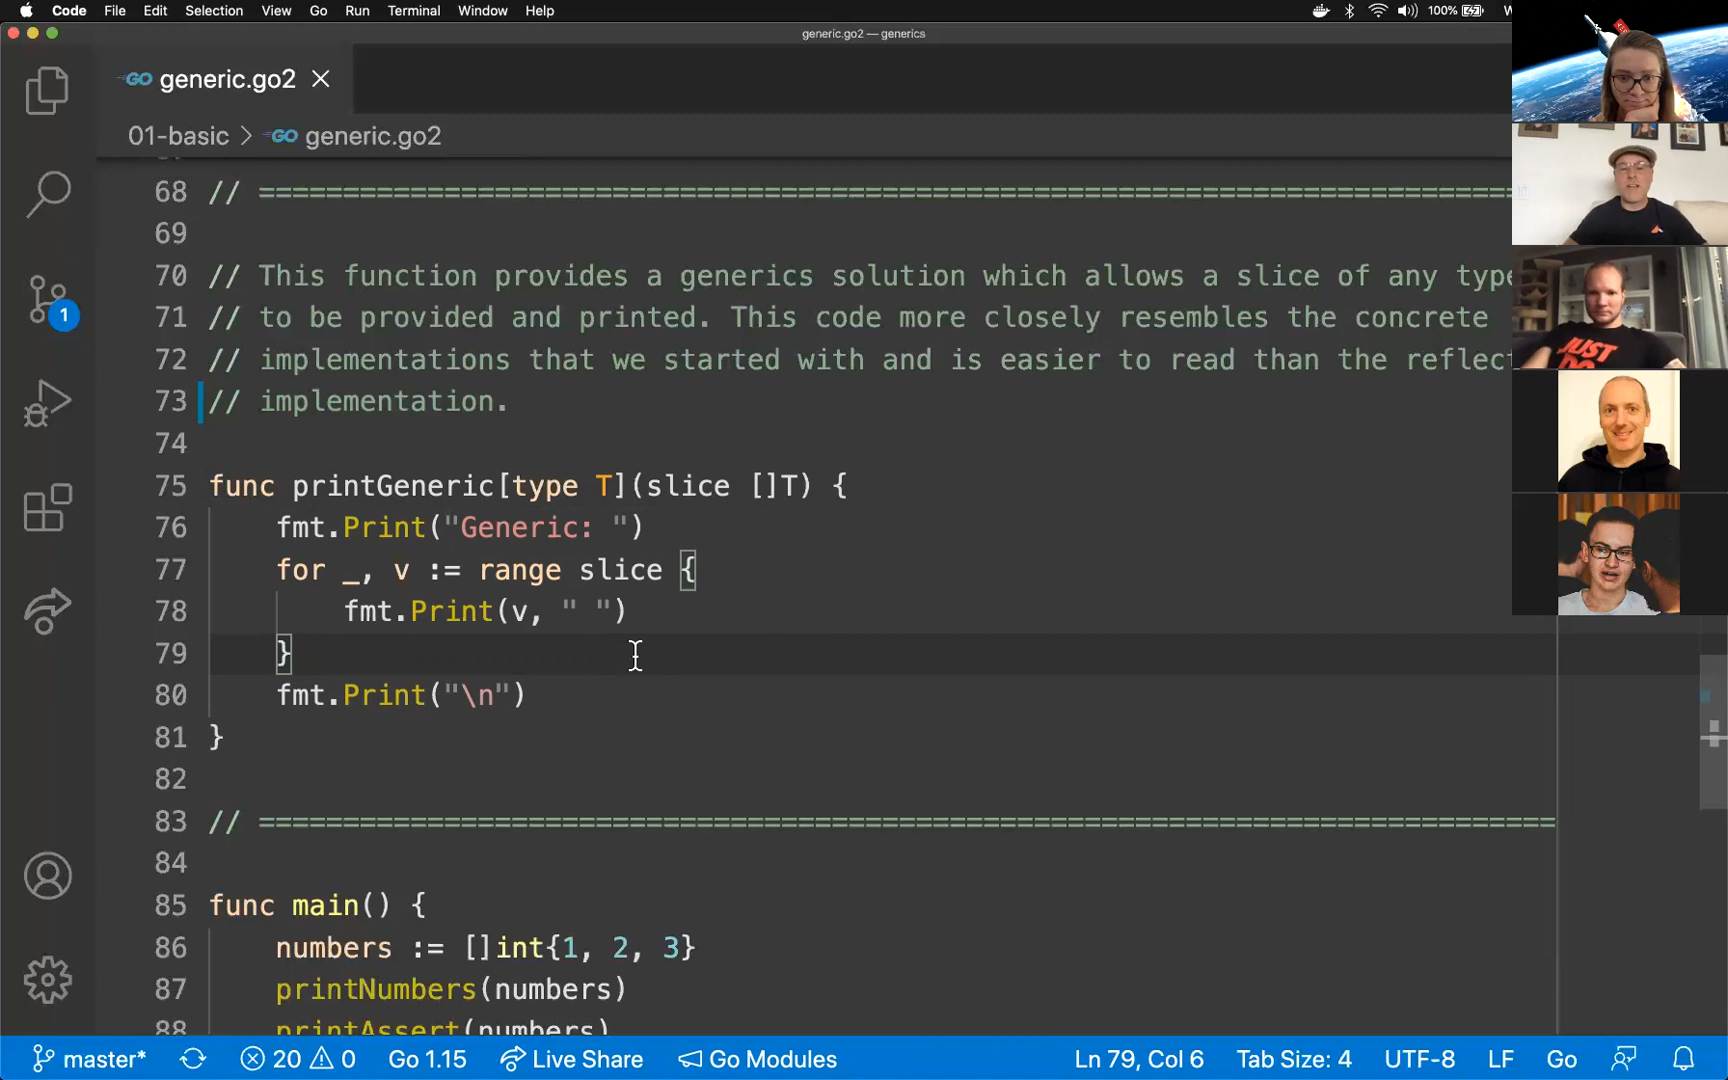 Code File Edit Selection View Go Run Terminal Window Help 100%
generic.go2 — generics
GO generic.go2
01-basic > GO generic.go2
68 // ============================================================================
69
70 // This function provides a generics solution which allows a slice of any type
71 // to be provided and printed. This code more closely resembles the concrete
72 // implementations that we started with and is easier to read than the reflect
73 // implementation.
74
75 func printGeneric[type T](slice []T) {
76 fmt.Print("Generic: ")
77 for _, v := range slice {
78 fmt.Print(v, " ")
79 }
80 fmt.Print("\n")
81 }
82
83 // =============================================================================
84
85 func main() {
86 numbers := []int{1, 2, 3}
87 printNumbers(numbers)
88 printAssert(numbers)
1
JUST
master* 20 0 Go 1.15 Live Share Go Modules Ln 79, Col 6 Tab Size: 4 UTF-8 LF Go